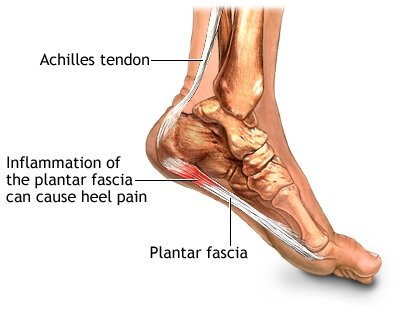 Achilles tendon
Inflammation of
the plantar fascia
can cause heel pain
Plantar fascia